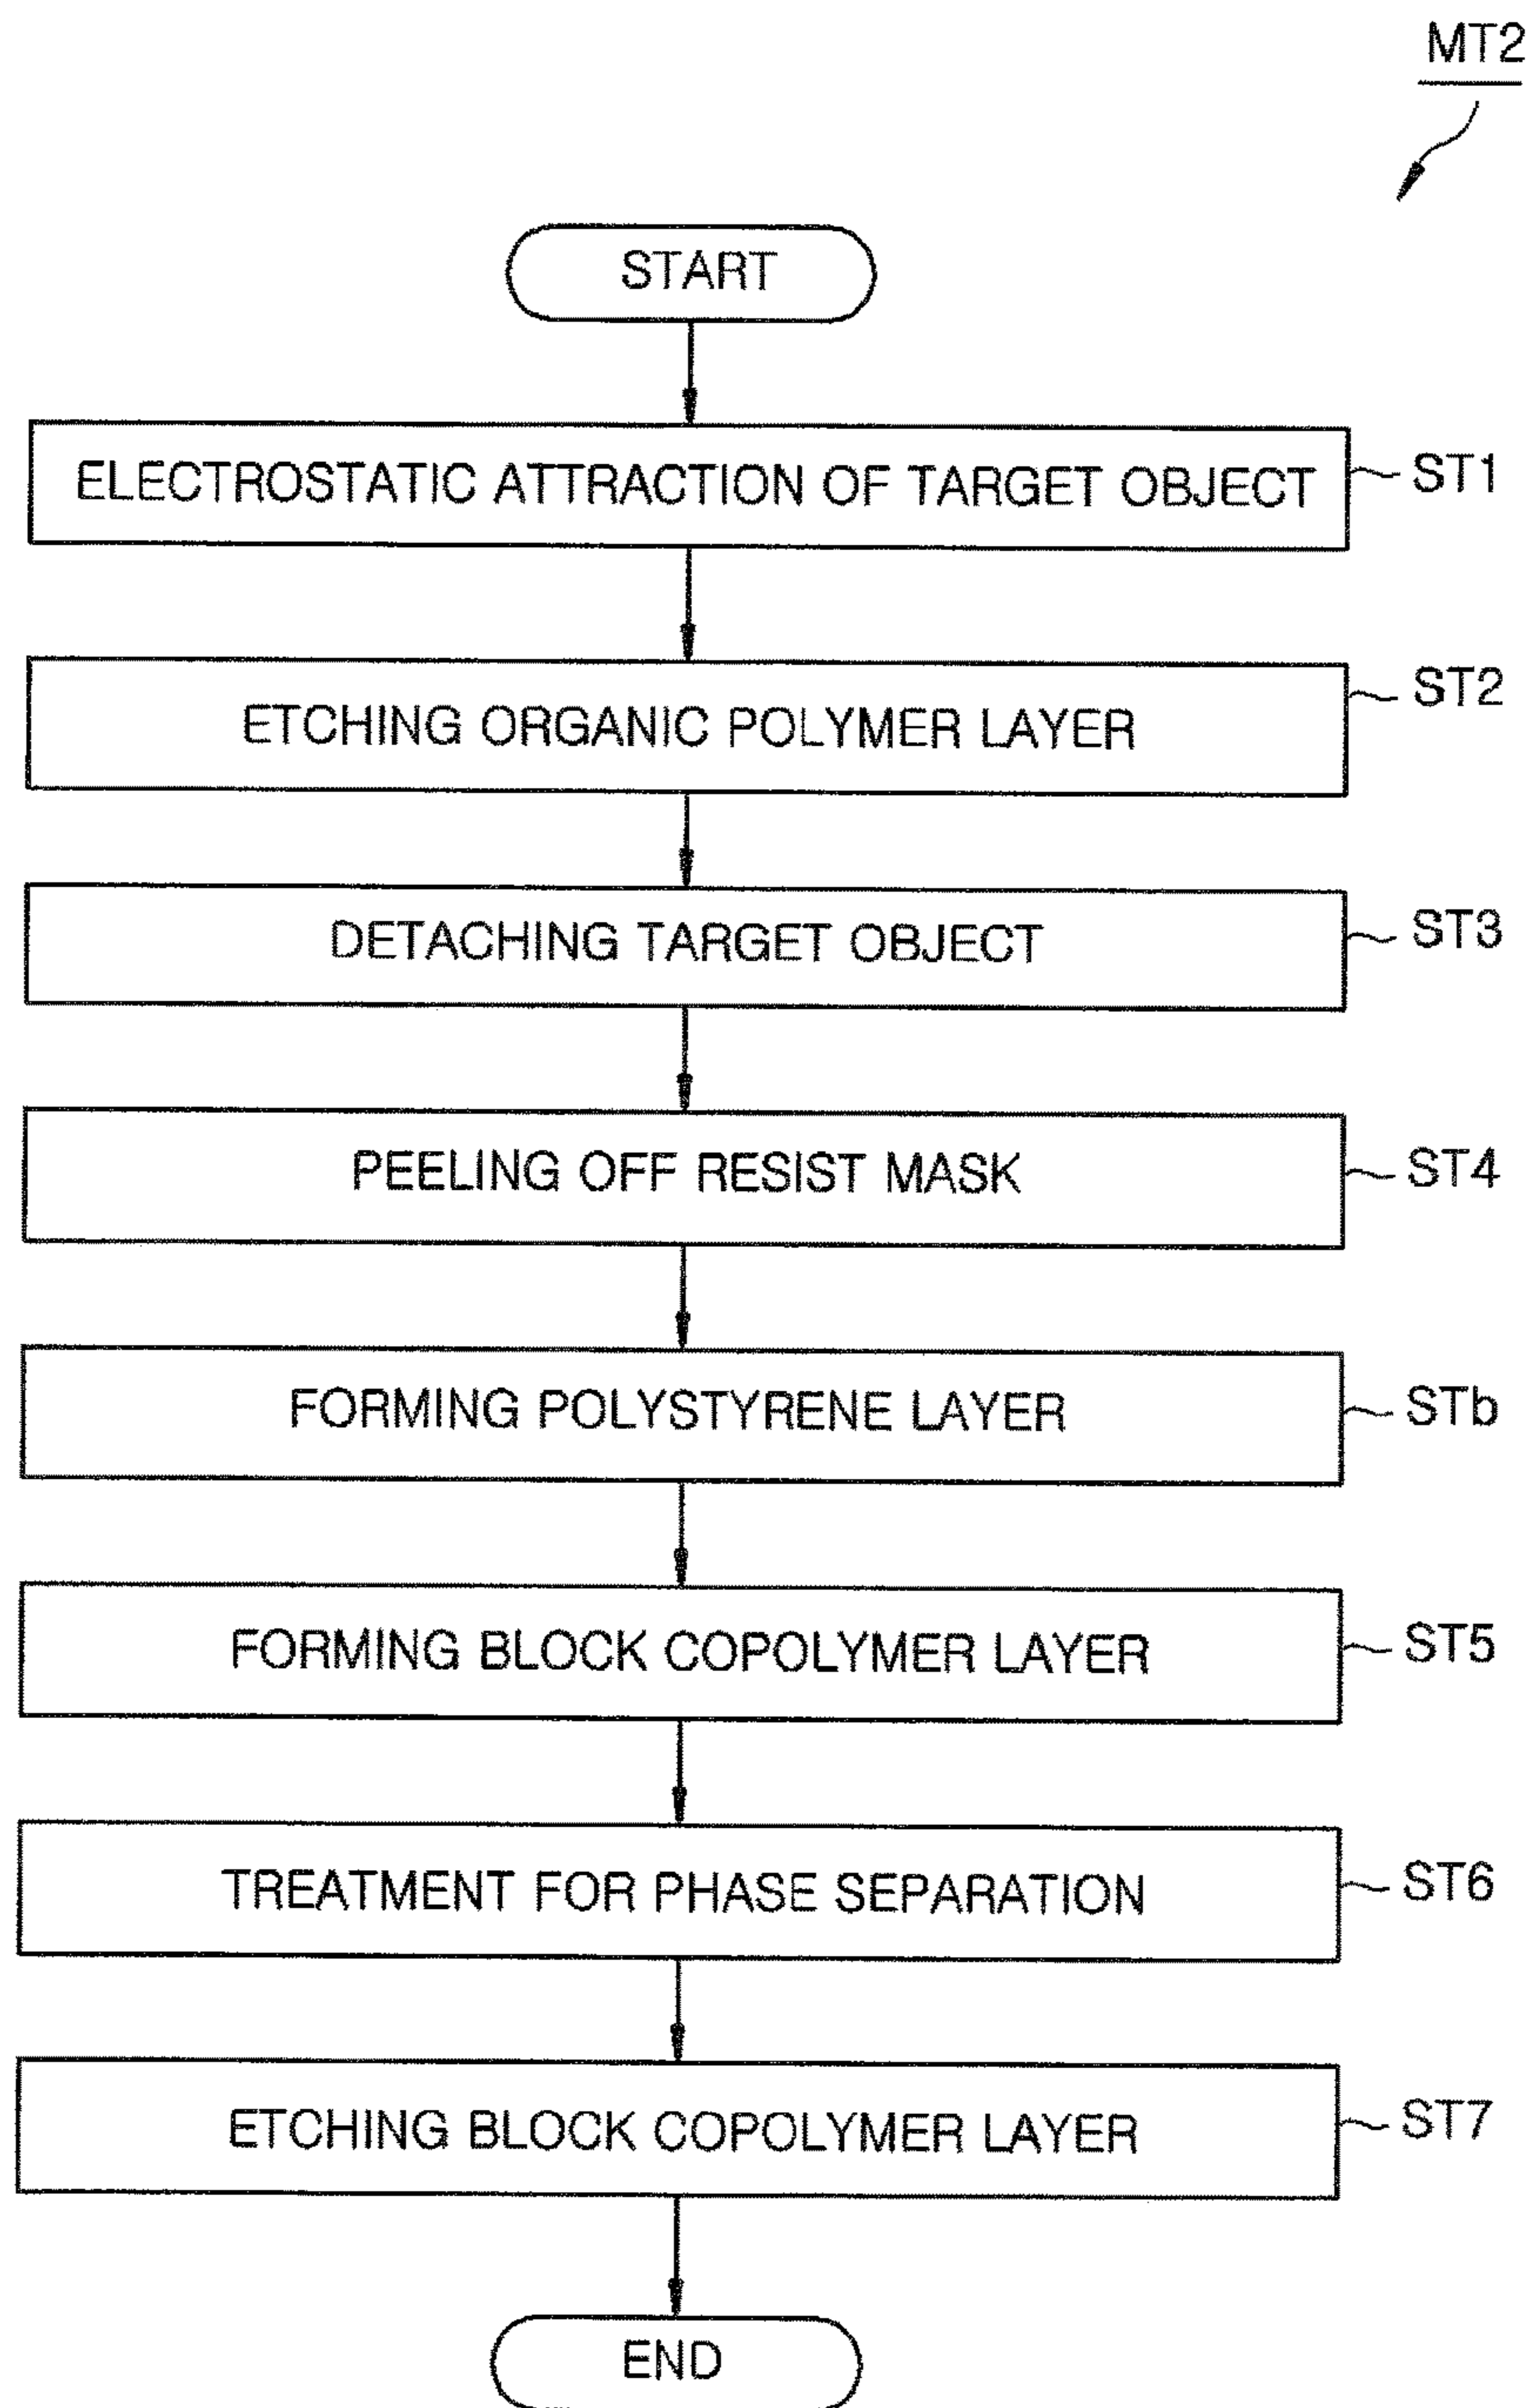 MT2
START
ELECTROSTATIC ATTRACTION OF TARGET OBJECT
ST1
ETCHING ORGANIC POLYMER LAYER
ST2
DETACHING TARGET OBJECT
ST3
PEELING OFF RESIST MASK
ST4
FORMING POLYSTYRENE LAYER
STb
FORMING BLOCK COPOLYMER LAYER
ST5
TREATMENT FOR PHASE SEPARATION
ST6
ETCHING BLOCK COPOLYMER LAYER
ST7
END